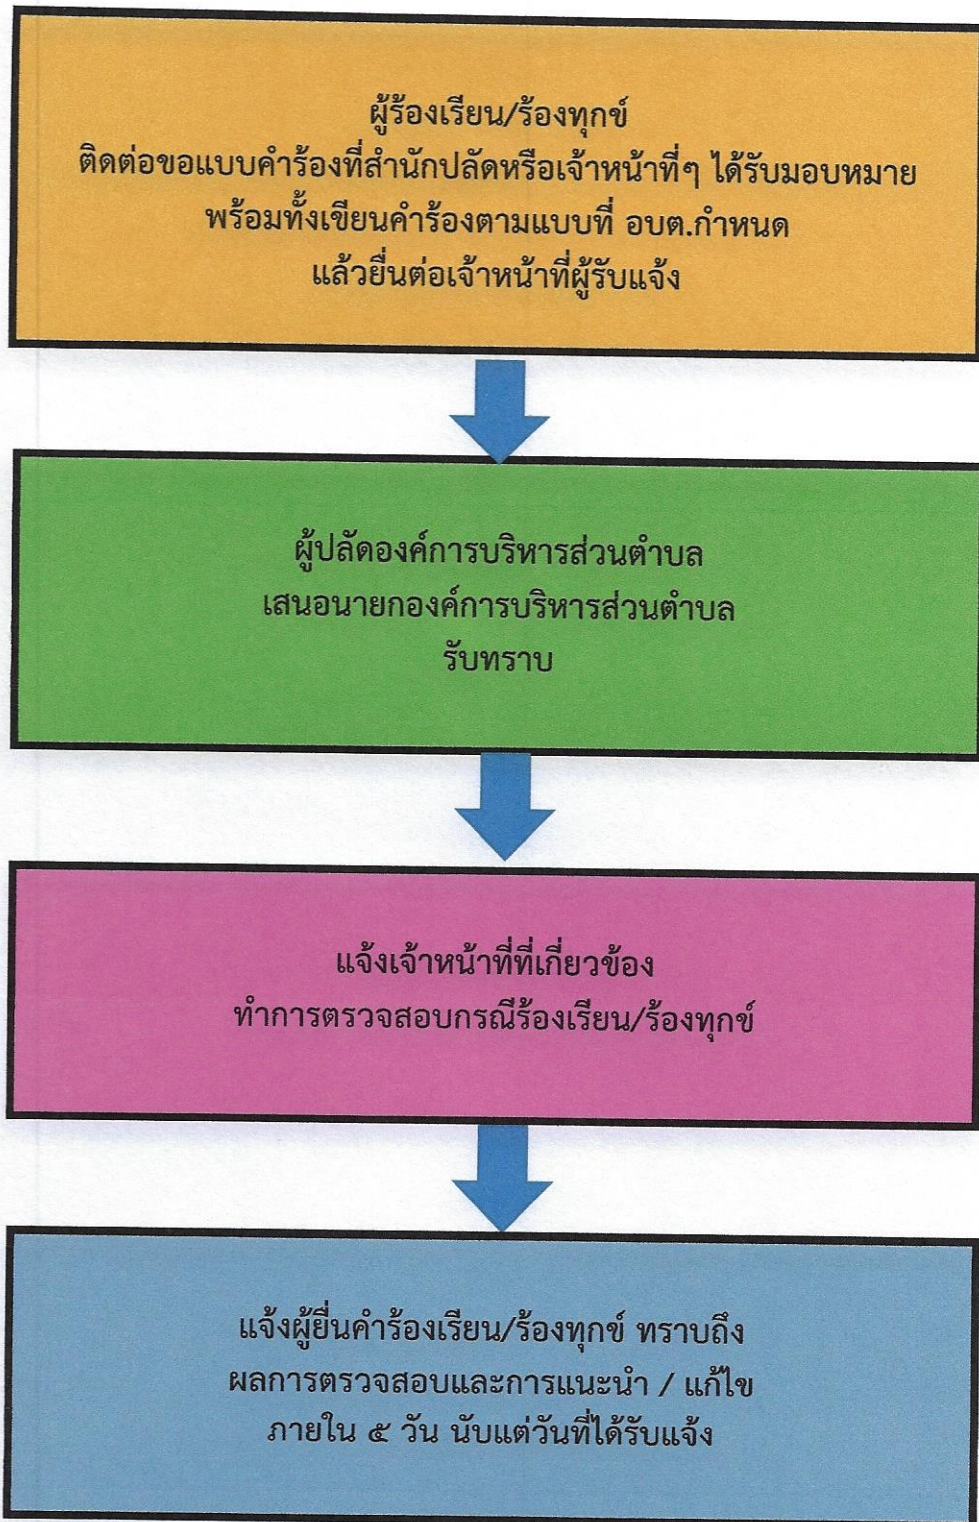 ผู้ร้องเรียน/ร้องทุกข์
ติดต่อขอแบบคำร้องที่สำนักปลัดหรือเจ้าหน้าที่ๆ ได้รับมอบหมาย
พร้อมทั้งเขียนคำร้องตามแบบที่ อบต.กำหนด
แล้วยื่นต่อเจ้าหน้าที่ผู้รับแจ้ง
ผู้ปลัดองค์การบริหารส่วนตำบล
เสนอนายกองค์การบริหารส่วนตำบล
รับทราบ
แจ้งเจ้าหน้าที่ที่เกี่ยวข้อง
ทำการตรวจสอบกรณีร้องเรียน/ร้องทุกข์
แจ้งผู้ยื่นคำร้องเรียน/ร้องทุกข์ ทราบถึง
ผลการตรวจสอบและการแนะนำ / แก้ไข
ภายใน ๕ วัน นับแต่วันที่ได้รับแจ้ง